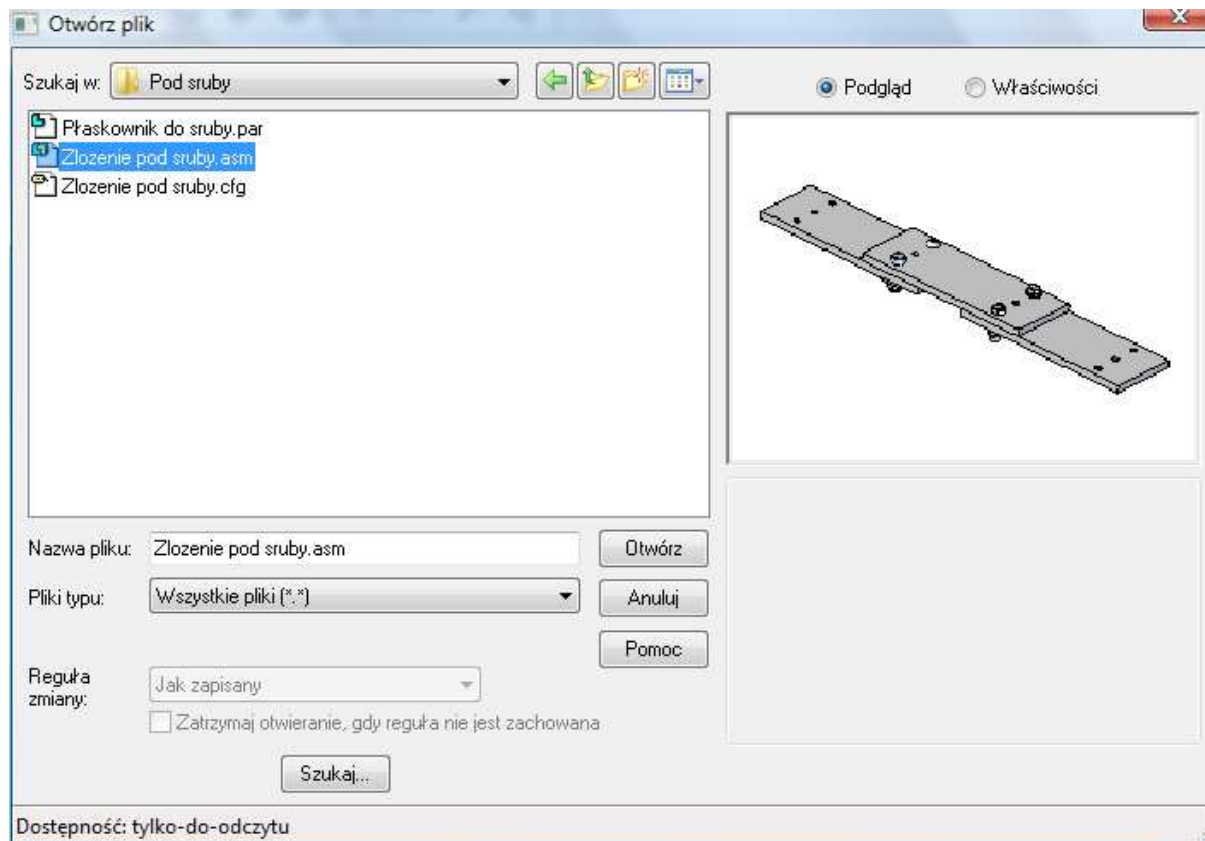 Otwórz plik
Szukaj w: Pod sruby
Podgląd Właściwości
Płaskownik do sruby.par
Zlozenie pod sruby.asm
Zlozenie pod sruby.cfg
Nazwa pliku: Zlozenie pod sruby.asm Otwórz
Pliki typu: Wszystkie pliki (*.*) Anuluj
Pomoc
Reguła
zmiany: Jak zapisany
Zatrzymaj otwieranie, gdy reguła nie jest zachowana
Szukaj...
Dostępność: tylko-do-odczytu